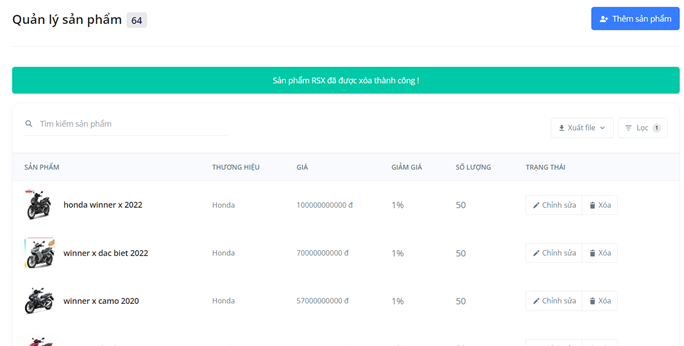 Quản lý sản phẩm 64
Thêm sản phẩm
Sản phẩm RSX đã được xóa thành công !
Tìm kiếm sản phẩm
Xuất file
Lọc 1
SẢN PHẨM THƯƠNG HIỆU GIÁ GIẢM GIÁ SỐ LƯỢNG TRẠNG THÁI
honda winner x 2022 Honda 100000000000 đ 1% 50 Chỉnh sửa Xóa
winner x dac biet 2022 Honda 70000000000 đ 1% 50 Chỉnh sửa Xóa
winner x camo 2020 Honda 57000000000 đ 1% 50 Chỉnh sửa Xóa